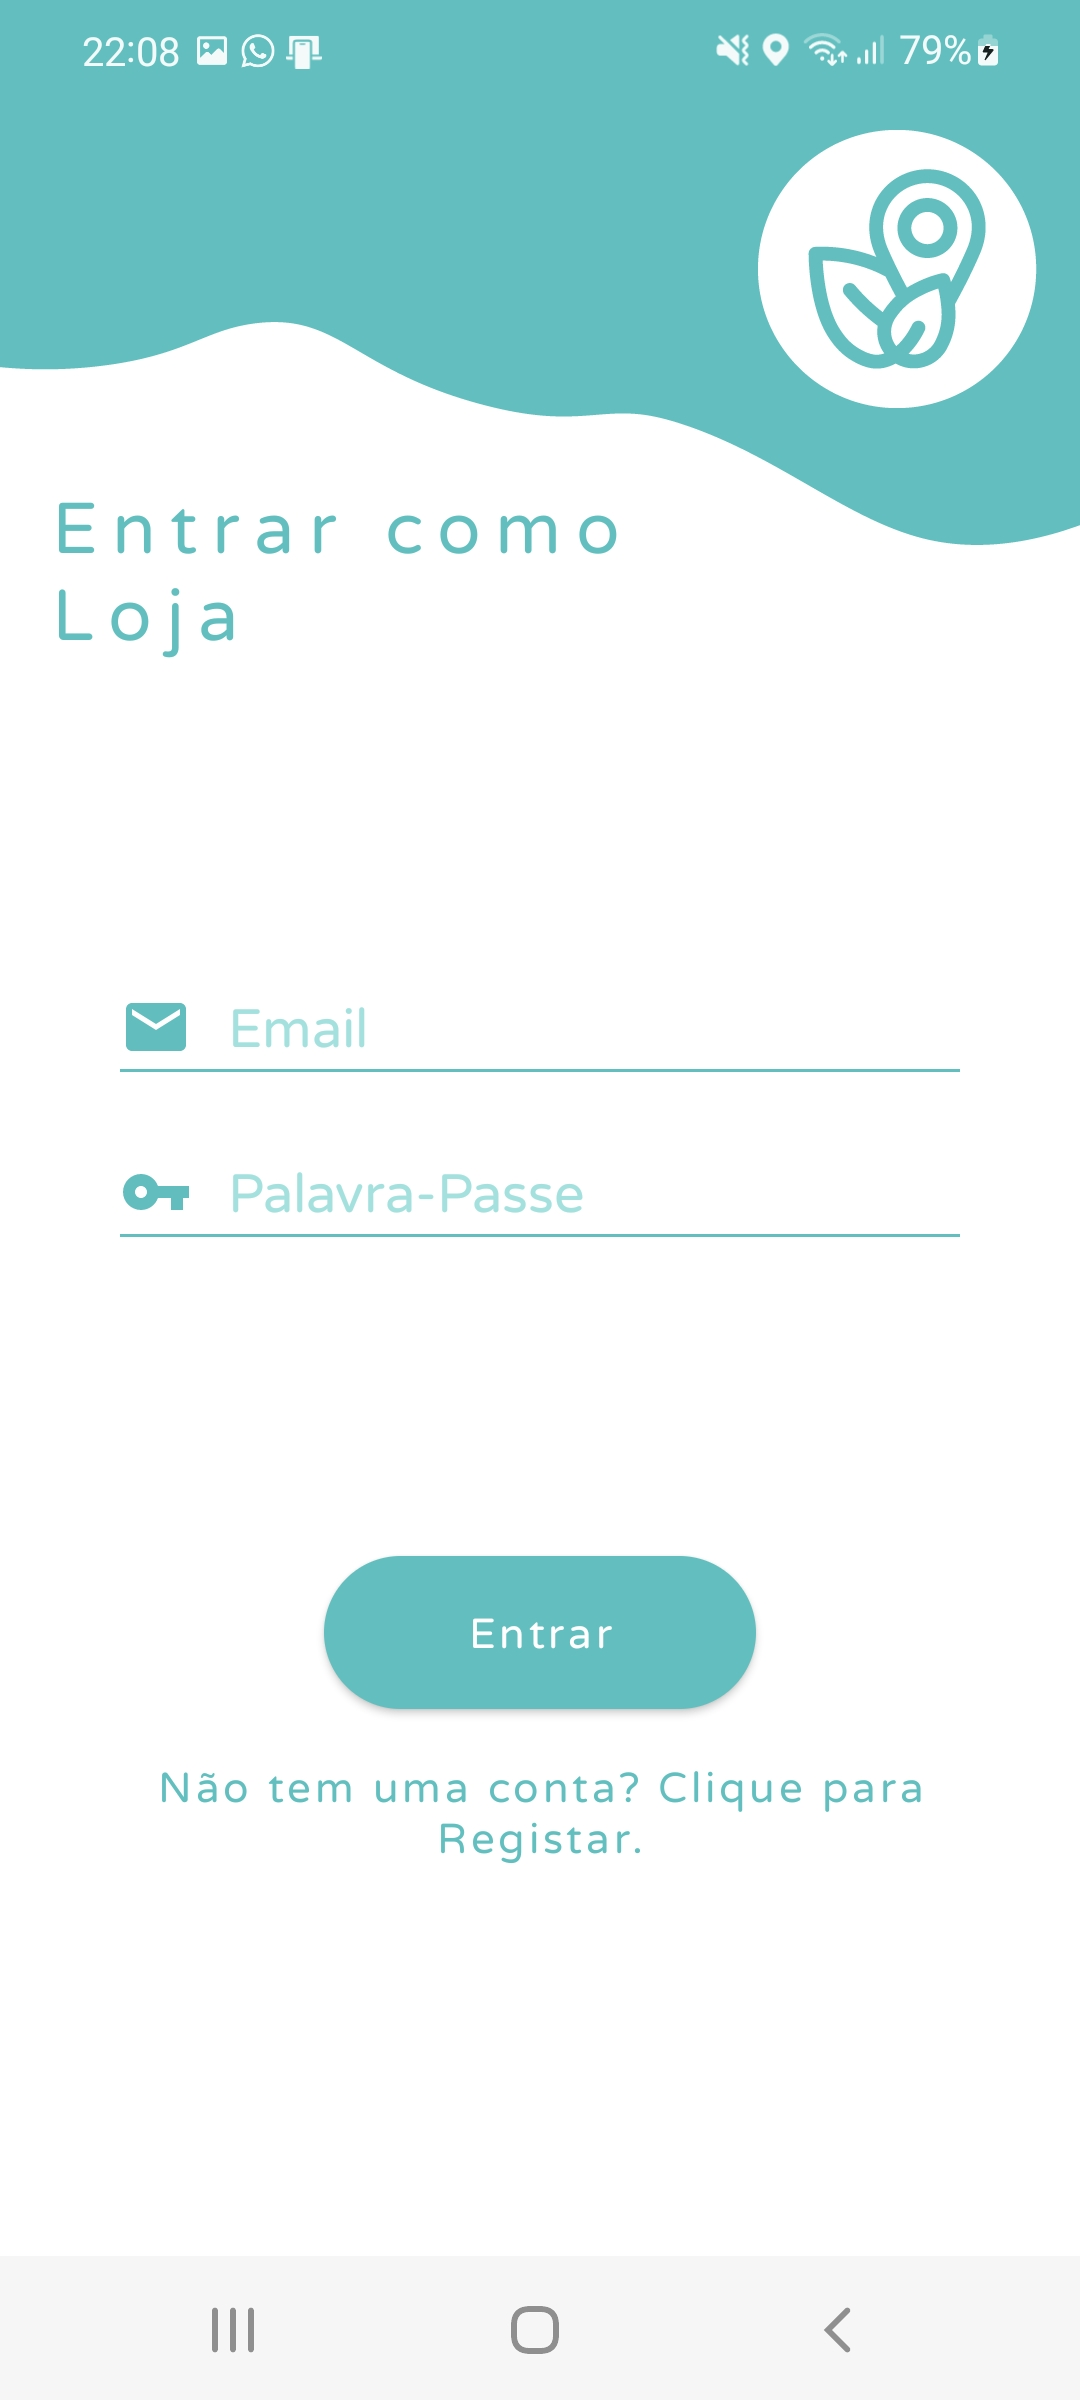 22:08 79%
Entrar como
Loja
Email
Palavra-Passe
Entrar
Não tem uma conta? Clique para
Registar.